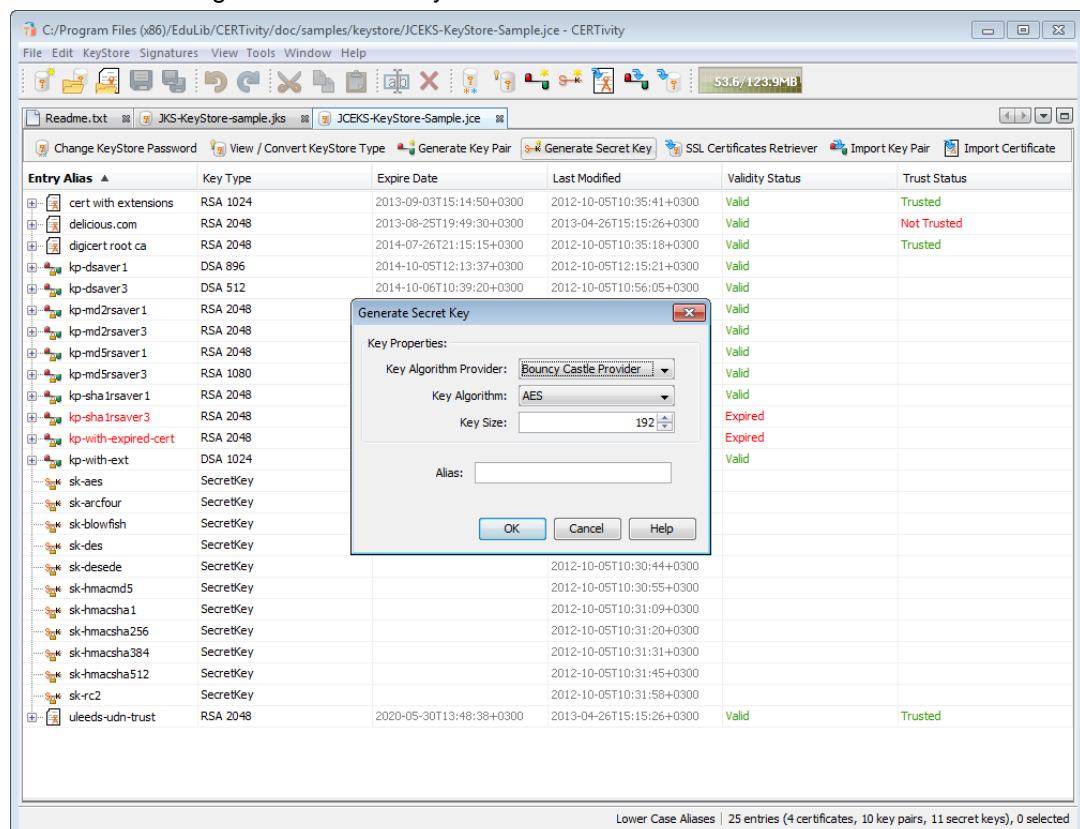 C:/Program Files (x86)/EduLib/CERTivity/doc/samples/keystore/JCEKS-KeyStore-Sample.jce - CERTivity
File Edit KeyStore Signatures View Tools Window Help
53.6/123.9MB
Readme.txt JKS-KeyStore-sample.jks JCEKS-KeyStore-Sample.jce
Change KeyStore Password View / Convert KeyStore Type Generate Key Pair Generate Secret Key SSL Certificates Retriever Import Key Pair Import Certificate
Entry Alias Key Type Expire Date Last Modified Validity Status Trust Status
cert with extensions RSA 1024 2013-09-03T15:14:50+0300 2012-10-05T10:35:41+0300 Valid Trusted
delicious.com RSA 2048 2013-08-25T19:49:30+0300 2013-04-26T15:15:26+0300 Valid Not Trusted
digicert root ca RSA 2048 2014-07-26T21:15:15+0300 2012-10-05T10:35:18+0300 Valid Trusted
kp-dsaver1 DSA 896 2014-10-05T12:13:37+0300 2012-10-05T12:15:21+0300 Valid
kp-dsaver3 DSA 512 2014-10-06T10:39:20+0300 2012-10-05T10:56:05+0300 Valid
kp-md2rsaver1 RSA 2048 Valid
kp-md2rsaver3 RSA 2048 Valid
kp-md5rsaver1 RSA 2048 Valid
kp-md5rsaver3 RSA 1080 Valid
kp-sha1rsaver1 RSA 2048 Valid
kp-sha1rsaver3 RSA 2048 Expired
kp-with-expired-cert RSA 2048 Expired
kp-with-ext DSA 1024 Valid
sk-aes SecretKey
sk-arcfour SecretKey
sk-blowfish SecretKey
sk-des SecretKey
sk-desede SecretKey 2012-10-05T10:30:44+0300
sk-hmacmd5 SecretKey 2012-10-05T10:30:55+0300
sk-hmacsha1 SecretKey 2012-10-05T10:31:09+0300
sk-hmacsha256 SecretKey 2012-10-05T10:31:20+0300
sk-hmacsha384 SecretKey 2012-10-05T10:31:31+0300
sk-hmacsha512 SecretKey 2012-10-05T10:31:45+0300
sk-rc2 SecretKey 2012-10-05T10:31:58+0300
uleeds-udn-trust RSA 2048 2020-05-30T13:48:38+0300 2013-04-26T15:15:26+0300 Valid Trusted
Generate Secret Key
Key Properties:
Key Algorithm Provider: Bouncy Castle Provider
Key Algorithm: AES
Key Size: 192
Alias:
OK Cancel Help
Lower Case Aliases 25 entries (4 certificates, 10 key pairs, 11 secret keys), 0 selected